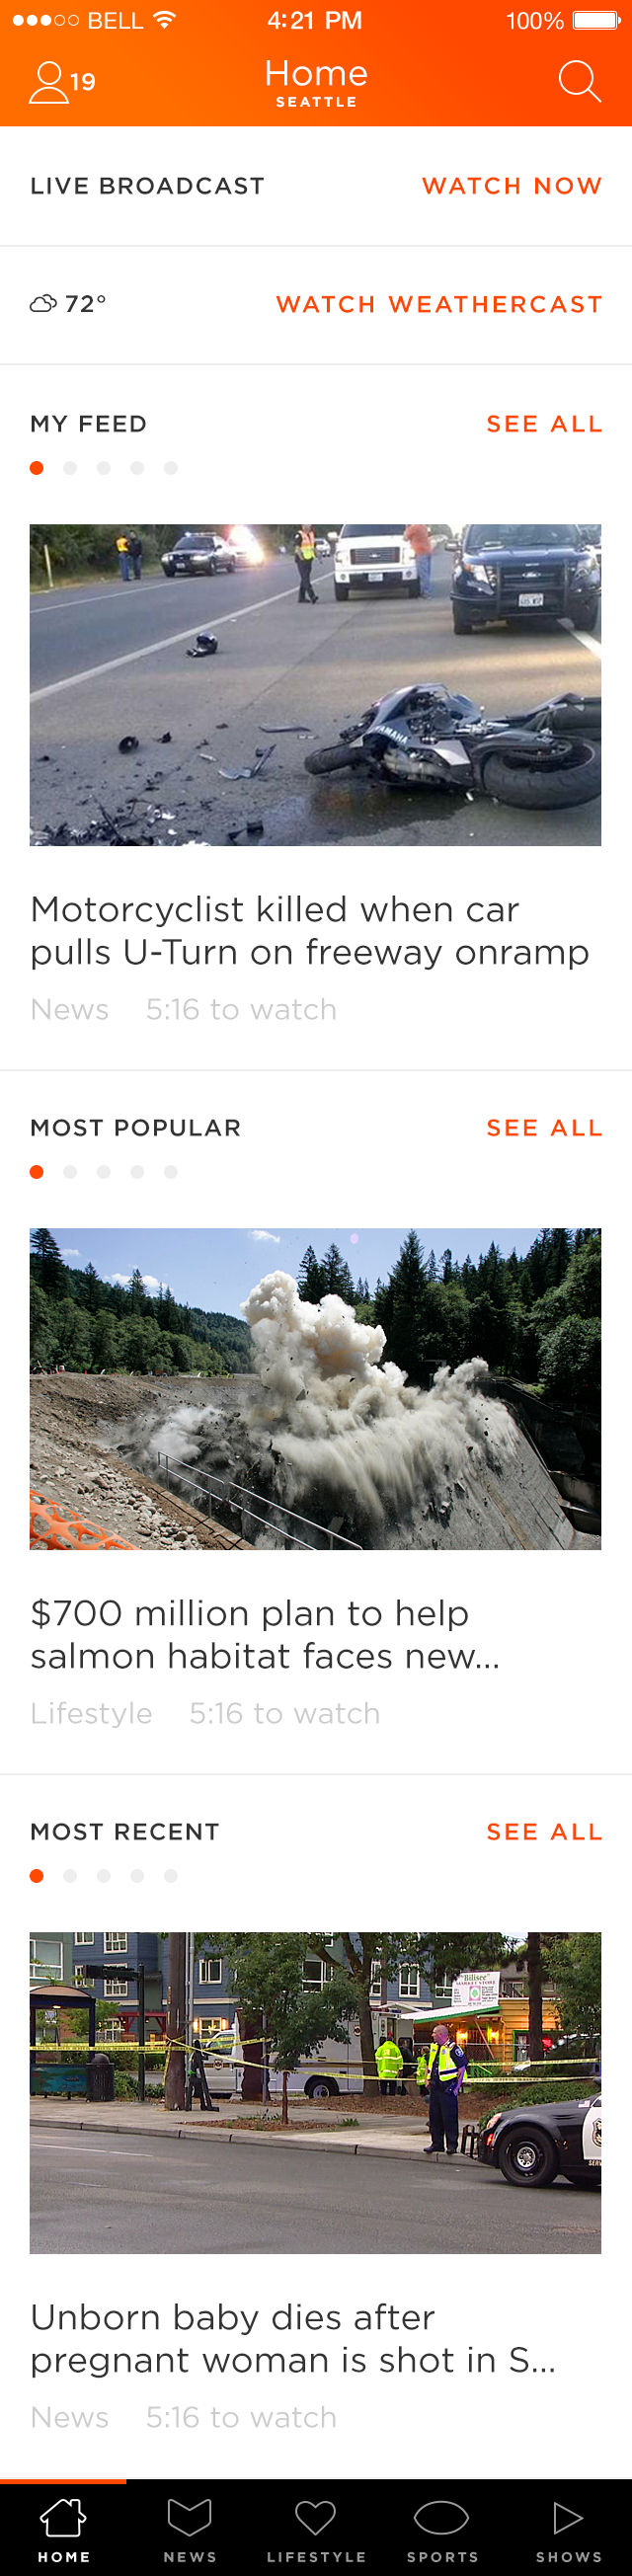 BELL 4:21 PM 100%
19 Home
SEATTLE
LIVE BROADCAST WATCH NOW
72° WATCH WEATHERCAST
MY FEED SEE ALL
YAMAHA
Motorcyclist killed when car
pulls U-Turn on freeway onramp
News 5:16 to watch
MOST POPULAR SEE ALL
$700 million plan to help
salmon habitat faces new...
Lifestyle 5:16 to watch
MOST RECENT SEE ALL
Unborn baby dies after
pregnant woman is shot in S...
News 5:16 to watch
HOME NEWS LIFESTYLE SPORTS SHOWS